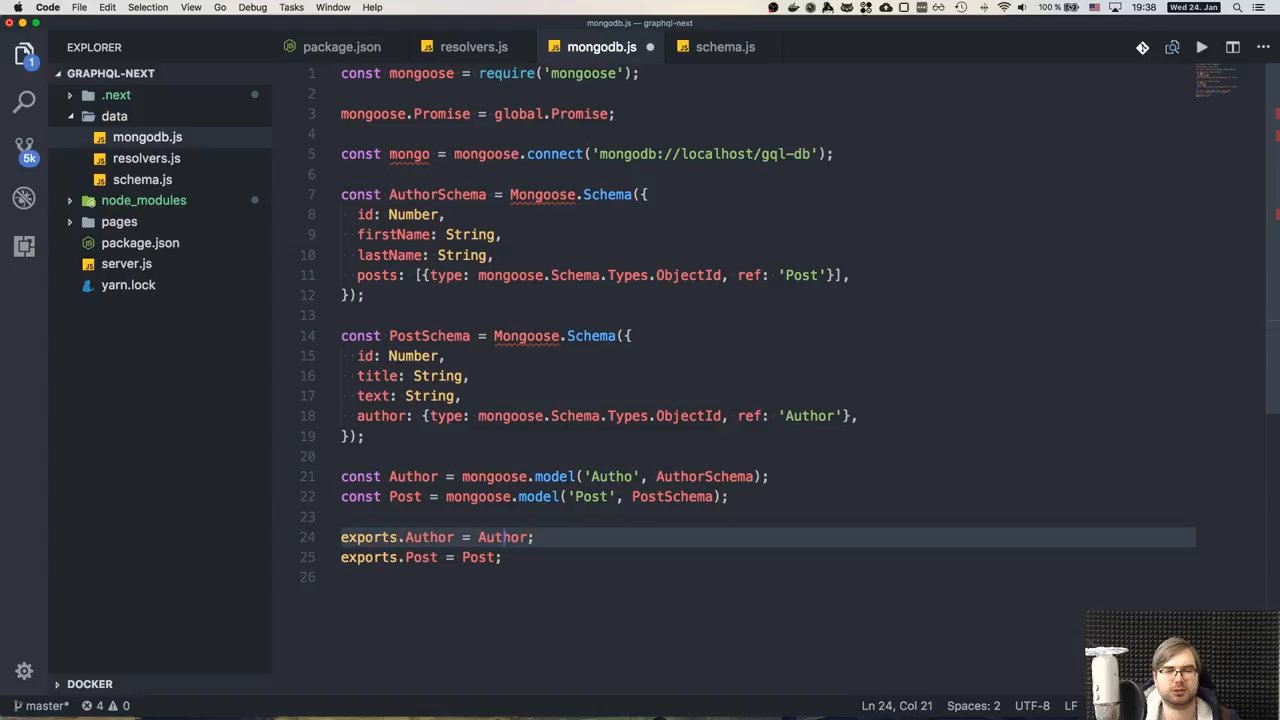 Code File Edit Selection View Go Debug Tasks Window Help 100 % 19:38 Wed 24. Jan
mongodb.js — graphql-next
EXPLORER
package.json resolvers.js mongodb.js schema.js
GRAPHQL-NEXT
.next
data
mongodb.js
resolvers.js
schema.js
node_modules
pages
package.json
server.js
yarn.lock
DOCKER
1
5k
1 const mongoose = require('mongoose');
2
3 mongoose.Promise = global.Promise;
4
5 const mongo = mongoose.connect('mongodb://localhost/gql-db');
6
7 const AuthorSchema = Mongoose.Schema({
8 id: Number,
9 firstName: String,
10 lastName: String,
11 posts: [{type: mongoose.Schema.Types.ObjectId, ref: 'Post'}],
12 });
13
14 const PostSchema = Mongoose.Schema({
15 id: Number,
16 title: String,
17 text: String,
18 author: {type: mongoose.Schema.Types.ObjectId, ref: 'Author'},
19 });
20
21 const Author = mongoose.model('Autho', AuthorSchema);
22 const Post = mongoose.model('Post', PostSchema);
23
24 exports.Author = Author;
25 exports.Post = Post;
26
master* 4 0 Ln 24, Col 21 Spaces: 2 UTF-8 LF